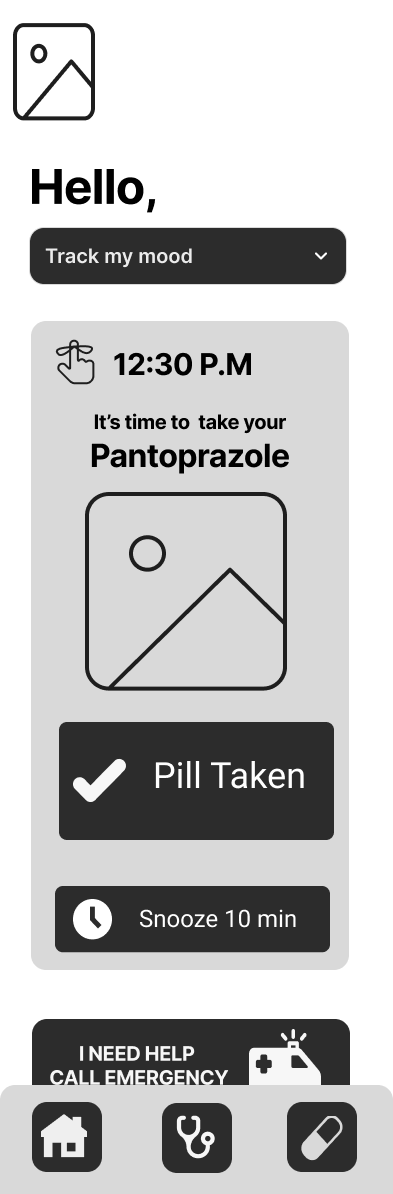 Hello,
Track my mood
12:30 P.M
It's time to take your
Pantoprazole
Pill Taken
Snooze 10 min
I NEED HELP
CALL EMERGENCY